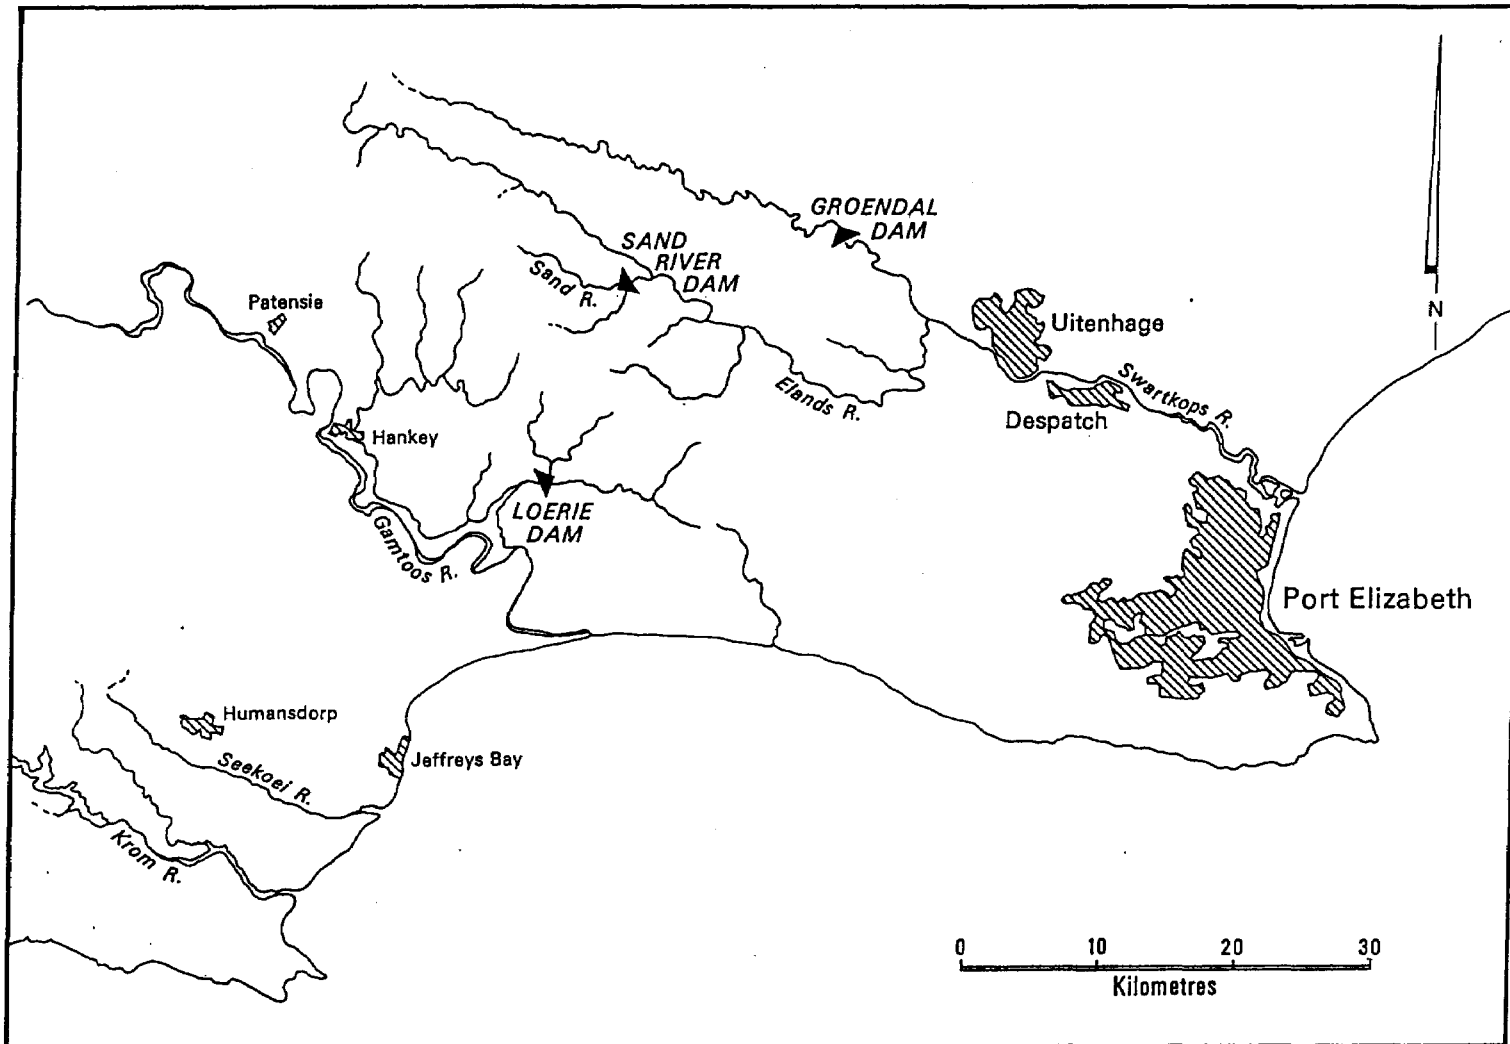 GROENDAL
DAM
SAND
RIVER
DAM
Sand R.
Patensie
N
Uitenhage
Swartkops R.
Elands R.
Despatch
Hankey
LOERIE
DAM
Gamtoos R.
Port Elizabeth
Humansdorp
Jeffreys Bay
Seekoei R.
Krom R.
0 10 20 30
Kilometres